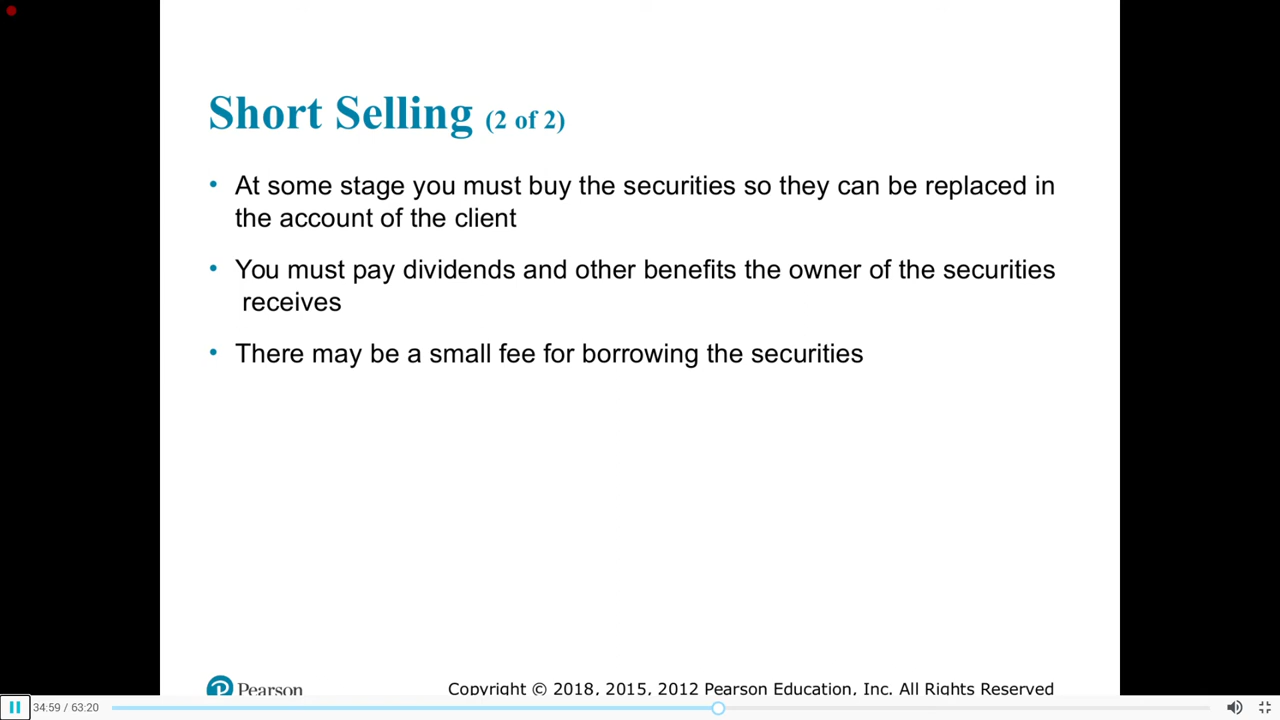 Short Selling (2 of 2)
• At some stage you must buy the securities so they can be replaced in
the account of the client
• You must pay dividends and other benefits the owner of the securities
receives
• There may be a small fee for borrowing the securities
Pearson
Copyright © 2018, 2015, 2012 Pearson Education, Inc. All Rights Reserved
34:59 / 63:20